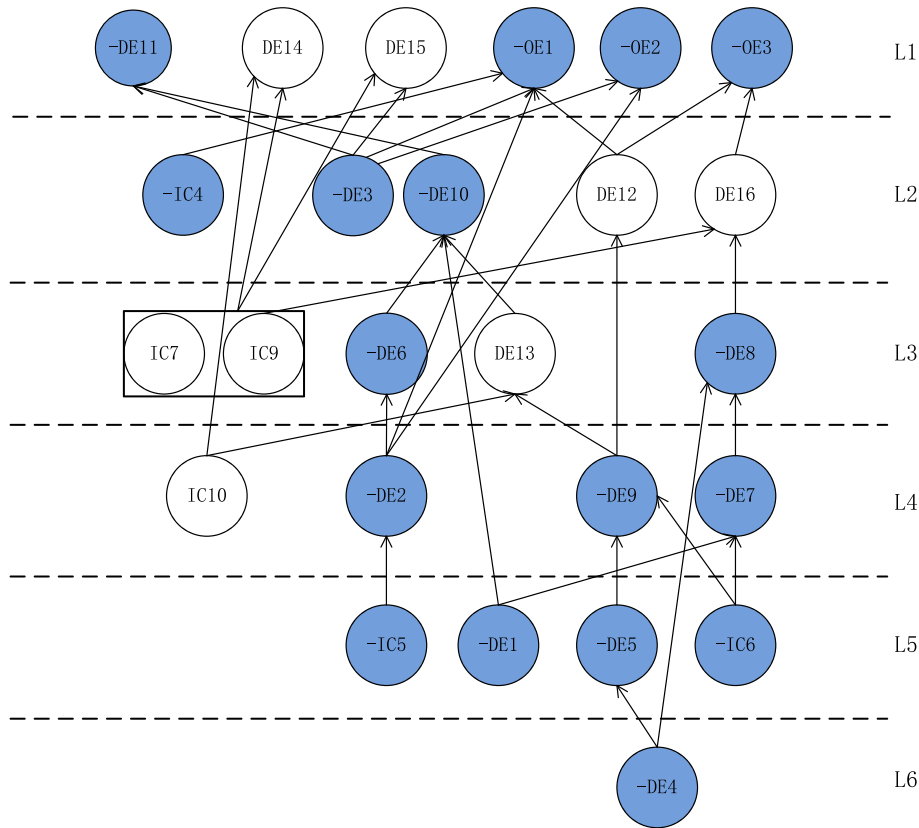 -DE11 DE14 DE15 -OE1 -OE2 -OE3 L1
-IC4 -DE3 -DE10 DE12 DE16 L2
IC7 IC9 -DE6 DE13 -DE8 L3
IC10 -DE2 -DE9 -DE7 L4
-IC5 -DE1 -DE5 -IC6 L5
-DE4 L6